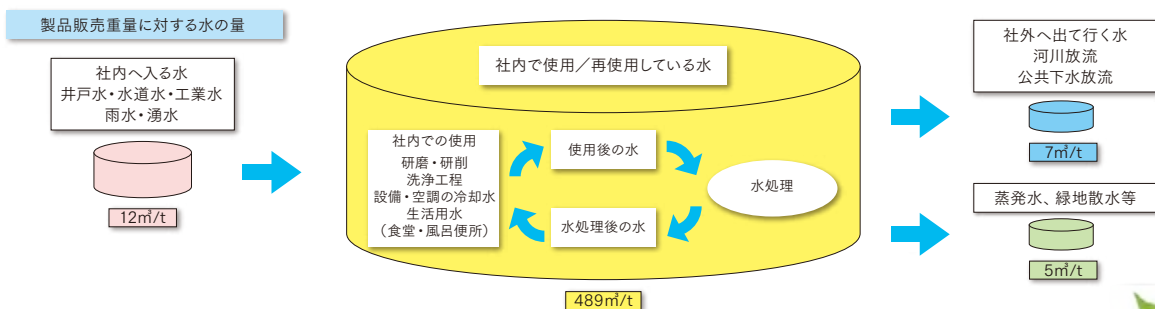 製品販売重量に対する水の量
社内へ入る水
井戸水・水道水・工業水
雨水・湧水
12㎥/t
社内で使用／再使用している水
社内での使用
研磨・研削
洗浄工程
設備・空調の冷却水
生活用水
（食堂・風呂便所）
使用後の水
水処理後の水
水処理
489㎥/t
社外へ出て行く水
河川放流
公共下水放流
7㎥/t
蒸発水、緑地散水等
5㎥/t